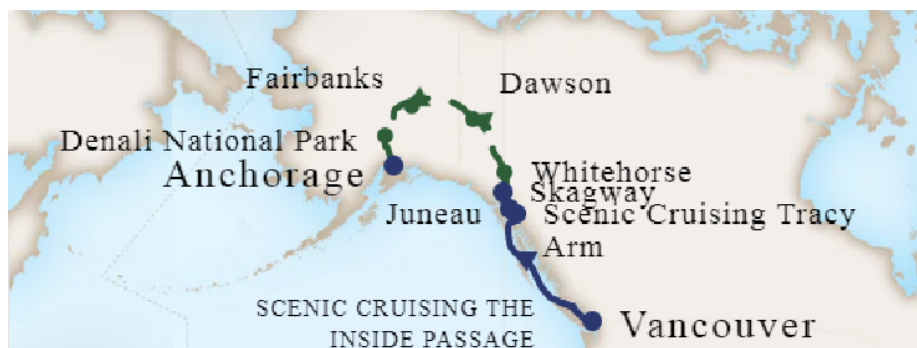 Fairbanks
Dawson
Denali National Park
Anchorage
Whitehorse
Skagway
Juneau
Scenic Cruising Tracy
Arm
SCENIC CRUISING THE
INSIDE PASSAGE
Vancouver